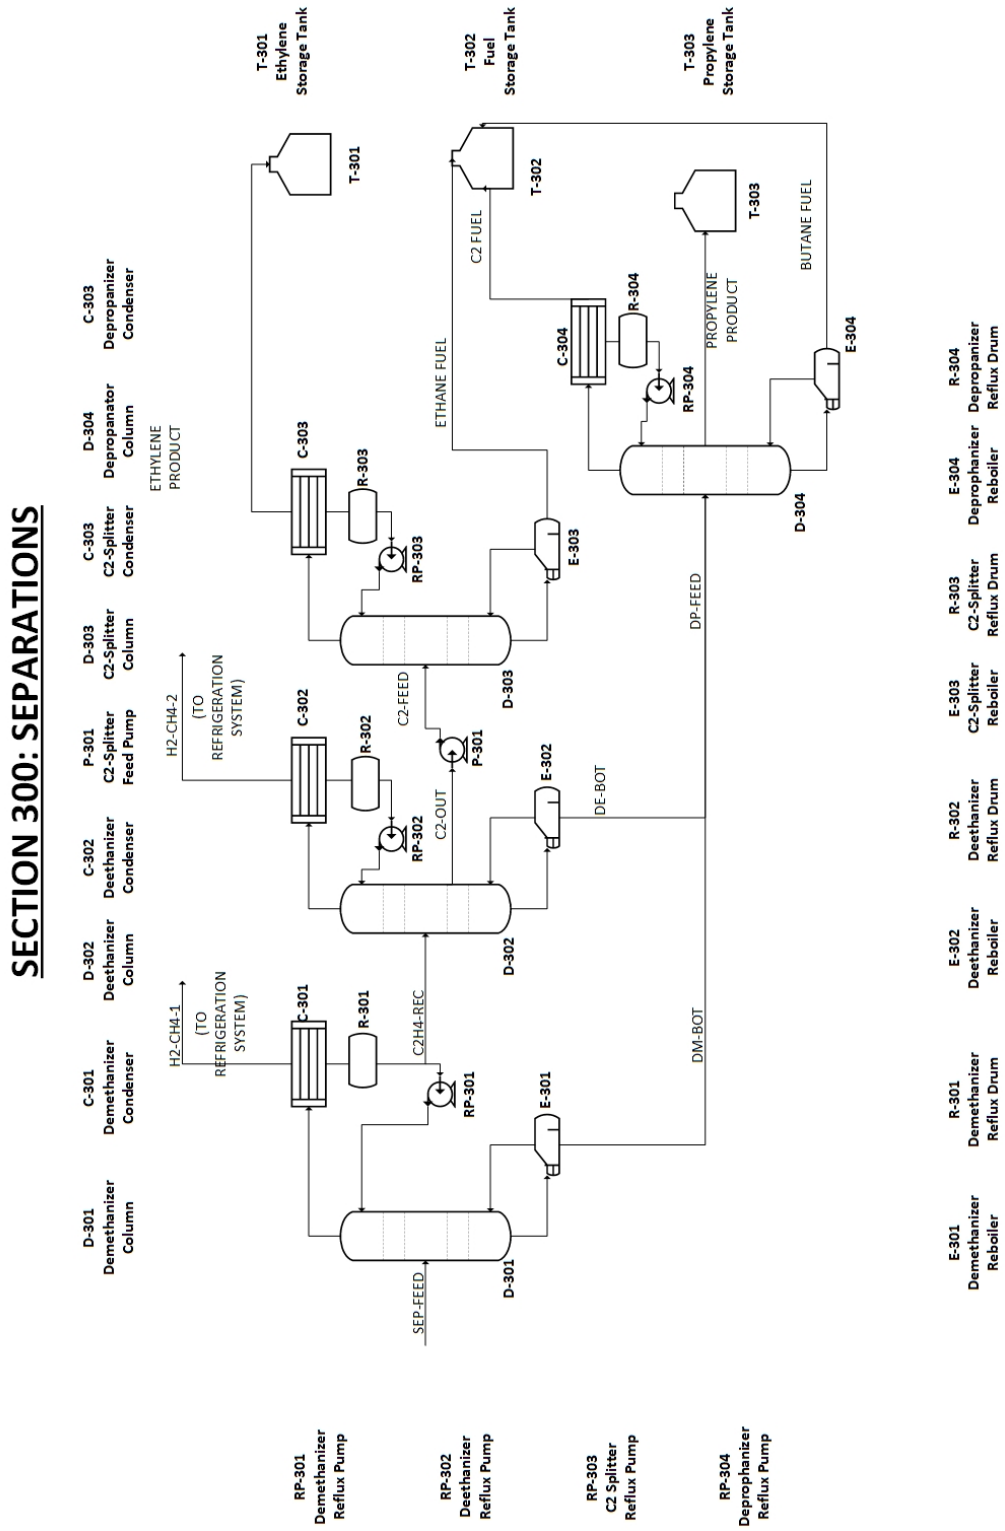 SECTION 300: SEPARATIONS
D-301
Demethanizer
Column
C-301
Demethanizer
Condenser
D-302
Deethanizer
Column
C-302
Deethanizer
Condenser
P-301
C2-Splitter
Feed Pump
D-303
C2-Splitter
Column
C-303
C2-Splitter
Condenser
D-304
Depropanator
Column
C-303
Depropanizer
Condenser
T-301
Ethylene
Storage Tank
T-302
Fuel
Storage Tank
T-303
Propylene
Storage Tank
RP-301
Demethanizer
Reflux Pump
RP-302
Deethanizer
Reflux Pump
RP-303
C2 Splitter
Reflux Pump
RP-304
Deprophanizer
Reflux Pump
SEP-FEED
D-301
H2-CH4-1
(TO
REFRIGERATION
SYSTEM)
C-301
R-301
C2H4-REC
RP-301
E-301
DM-BOT
D-302
H2-CH4-2
(TO
REFRIGERATION
SYSTEM)
C-302
R-302
RP-302
C2-OUT
P-301
C2-FEED
E-302
DE-BOT
D-303
ETHYLENE
PRODUCT
C-303
R-303
RP-303
E-303
ETHANE FUEL
DP-FEED
D-304
C-304
R-304
RP-304
C2 FUEL
PROPYLENE
PRODUCT
E-304
BUTANE FUEL
T-301
T-302
T-303
E-301
Demethanizer
Reboiler
R-301
Demethanizer
Reflux Drum
E-302
Deethanizer
Reboiler
R-302
Deethanizer
Reflux Drum
E-303
C2-Splitter
Reboiler
R-303
C2-Splitter
Reflux Drum
E-304
Deprophanizer
Reboiler
R-304
Depropanizer
Reflux Drum